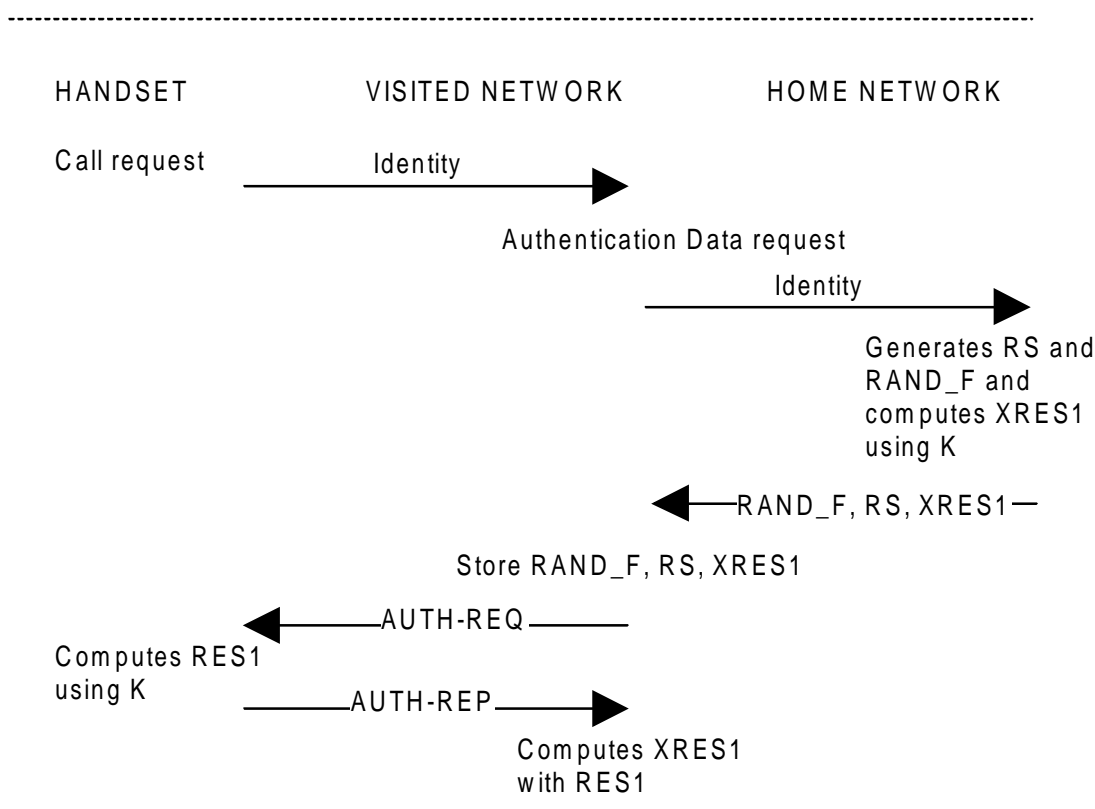 HANDSET VISITED NETWORK HOME NETWORK
Call request Identity
Authentication Data request
Identity
Generates RS and
RAND_F and
computes XRES1
using K
RAND_F, RS, XRES1
Store RAND_F, RS, XRES1
AUTH-REQ
Computes RES1
using K
AUTH-REP
Computes XRES1
with RES1